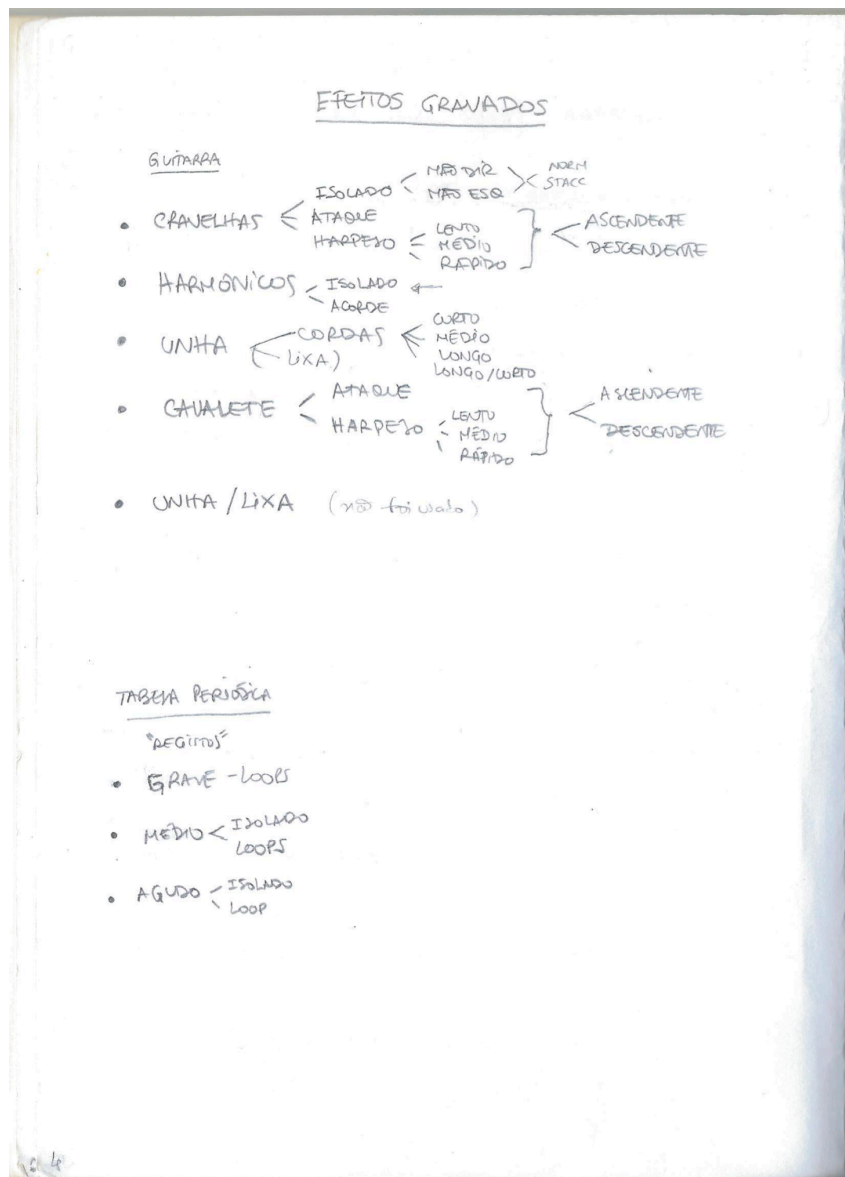 EFEITOS GRAVADOS
GUITARRA
• CRAVELHAS < ISOLADO < MÃO DIR > < NORM
MÃO ESQ STACC
ATAQUE
HARPEJO LENTO } < ASCENDENTE
MÉDIO DESCENDENTE
RÁPIDO
• HARMÓNICOS ISOLADO ←
ACORDE
• UNHA CORDAS CURTO
MÉDIO
(LIXA) LONGO
LONGO/CURTO
• CAVALETE < ATAQUE
HARPEJO LENTO } < ASCENDENTE
MÉDIO DESCENDENTE
RÁPIDO
• UNHA / LIXA (não foi usado)
TABELA PERIÓDICA
"REGISTOS"
• GRAVE - LOOPS
• MÉDIO < ISOLADO
LOOPS
• AGUDO ISOLADO
LOOP
4